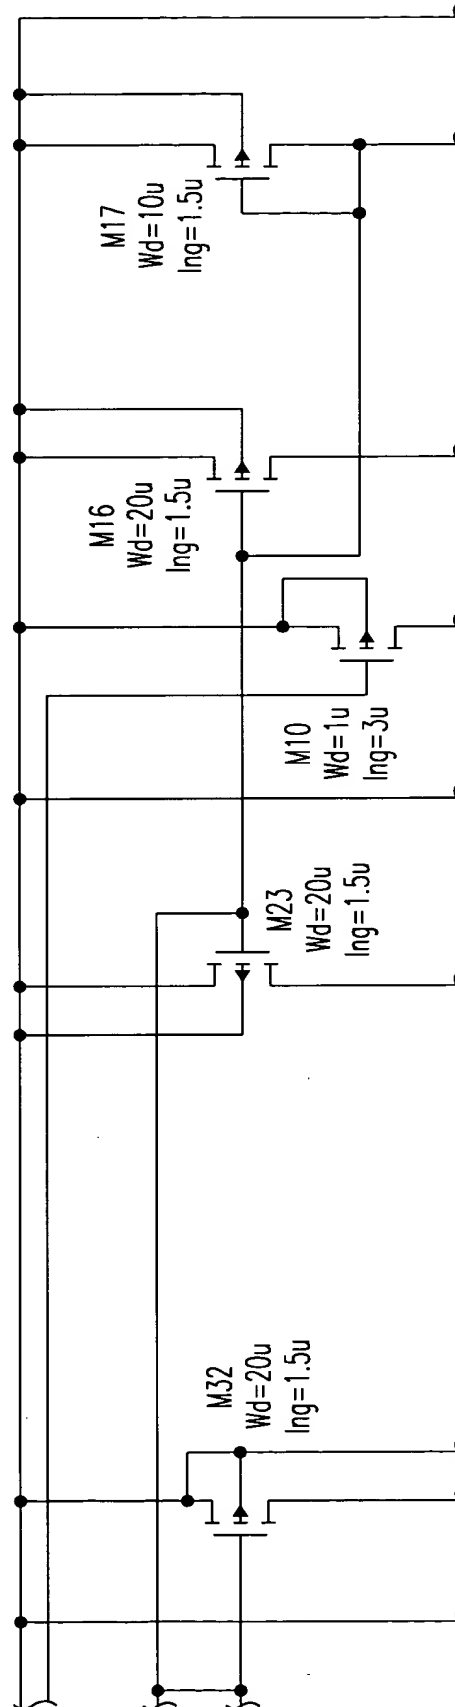 M17
Wd=10u
lng=1.5u
M16
Wd=20u
lng=1.5u
M10
Wd=1u
lng=3u
M23
Wd=20u
lng=1.5u
M32
Wd=20u
lng=1.5u